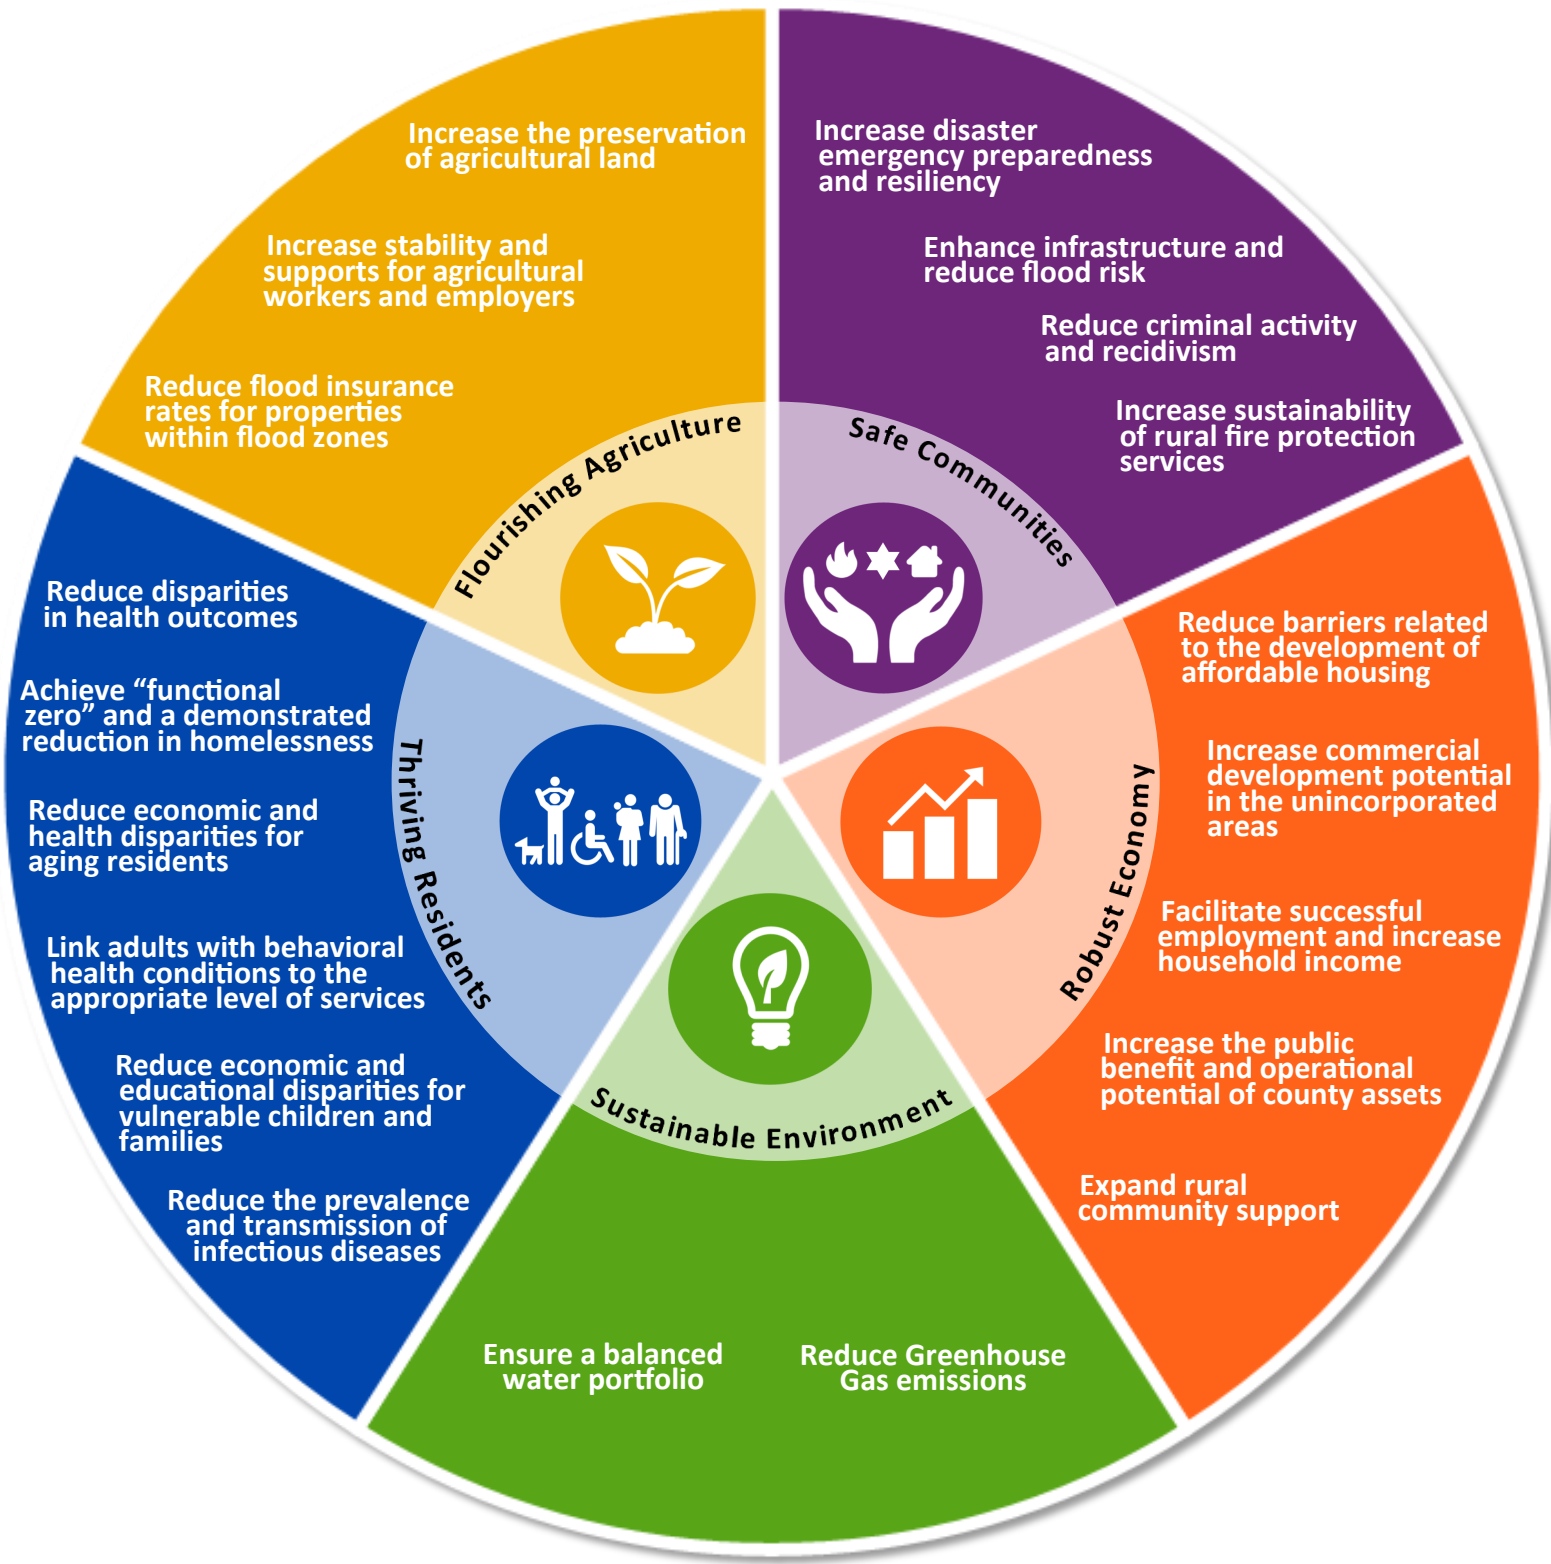 Increase the preservation
of agricultural land
Increase stability and
supports for agricultural
workers and employers
Reduce flood insurance
rates for properties
within flood zones
Flourishing Agriculture
Increase disaster
emergency preparedness
and resiliency
Enhance infrastructure and
reduce flood risk
Reduce criminal activity
and recidivism
Increase sustainability
of rural fire protection
services
Safe Communities
Reduce barriers related
to the development of
affordable housing
Increase commercial
development potential
in the unincorporated
areas
Facilitate successful
employment and increase
household income
Increase the public
benefit and operational
potential of county assets
Expand rural
community support
Robust Economy
Sustainable Environment
Ensure a balanced
water portfolio
Reduce Greenhouse
Gas emissions
Reduce disparities
in health outcomes
Achieve “functional
zero” and a demonstrated
reduction in homelessness
Reduce economic and
health disparities for
aging residents
Link adults with behavioral
health conditions to the
appropriate level of services
Reduce economic and
educational disparities for
vulnerable children and
families
Reduce the prevalence
and transmission of
infectious diseases
Thriving Residents